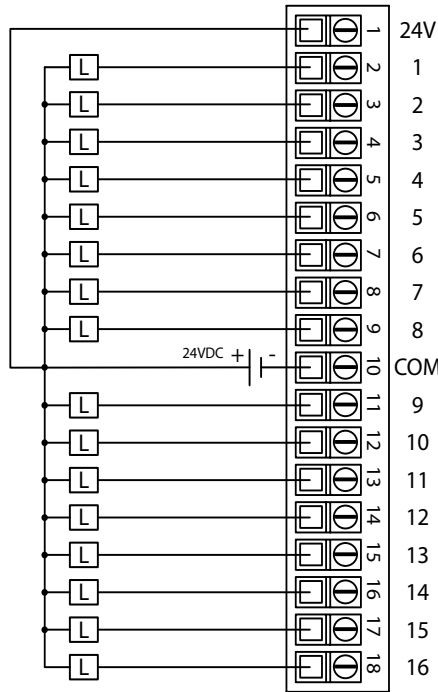 1 24V
L 2 1
L 3 2
L 4 3
L 5 4
L 6 5
L 7 6
L 8 7
L 9 8
24VDC + - 10 COM
L 11 9
L 12 10
L 13 11
L 14 12
L 15 13
L 16 14
L 17 15
L 18 16